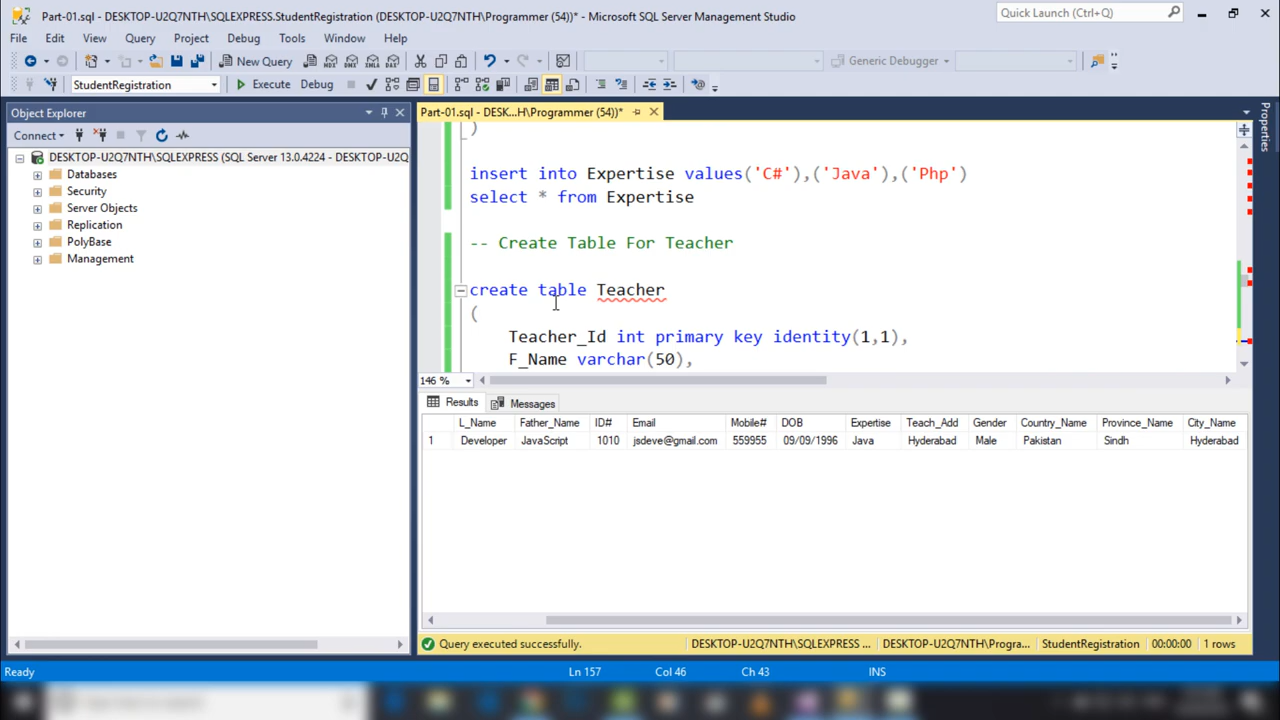 Part-01.sql - DESKTOP-U2Q7NTH\SQLEXPRESS.StudentRegistration (DESKTOP-U2Q7NTH\Programmer (54))* - Microsoft SQL Server Management Studio
Quick Launch (Ctrl+Q)
File Edit View Query Project Debug Tools Window Help
New Query
Generic Debugger
StudentRegistration Execute Debug
Object Explorer
Connect
DESKTOP-U2Q7NTH\SQLEXPRESS (SQL Server 13.0.4224 - DESKTOP-U2Q
Databases
Security
Server Objects
Replication
PolyBase
Management
Part-01.sql - DESK...H\Programmer (54))*
Properties
)
insert into Expertise values('C#'),('Java'),('Php')
select * from Expertise
-- Create Table For Teacher
create table Teacher
(
Teacher_Id int primary key identity(1,1),
F_Name varchar(50),
146 %
Results Messages
L_Name Father_Name ID# Email Mobile# DOB Expertise Teach_Add Gender Country_Name Province_Name City_Name
1 Developer JavaScript 1010 jsdeve@gmail.com 559955 09/09/1996 Java Hyderabad Male Pakistan Sindh Hyderabad
Query executed successfully. DESKTOP-U2Q7NTH\SQLEXPRESS ... DESKTOP-U2Q7NTH\Progra... StudentRegistration 00:00:00 1 rows
Ready Ln 157 Col 46 Ch 43 INS